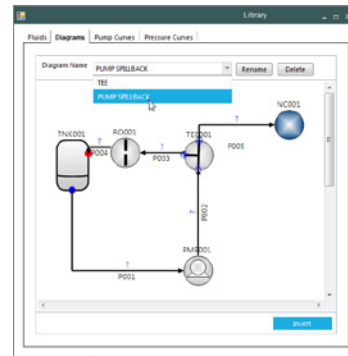 Library
Fluids Diagrams Pump Curves Pressure Curves
Diagram Name PUMP SPILLBACK Rename Delete
TEE
PUMP SPILLBACK
NC001
TNK001 RO001 TEE001
? ? ?
P004 P003 P005
? P002
PMP001
?
P001
Insert